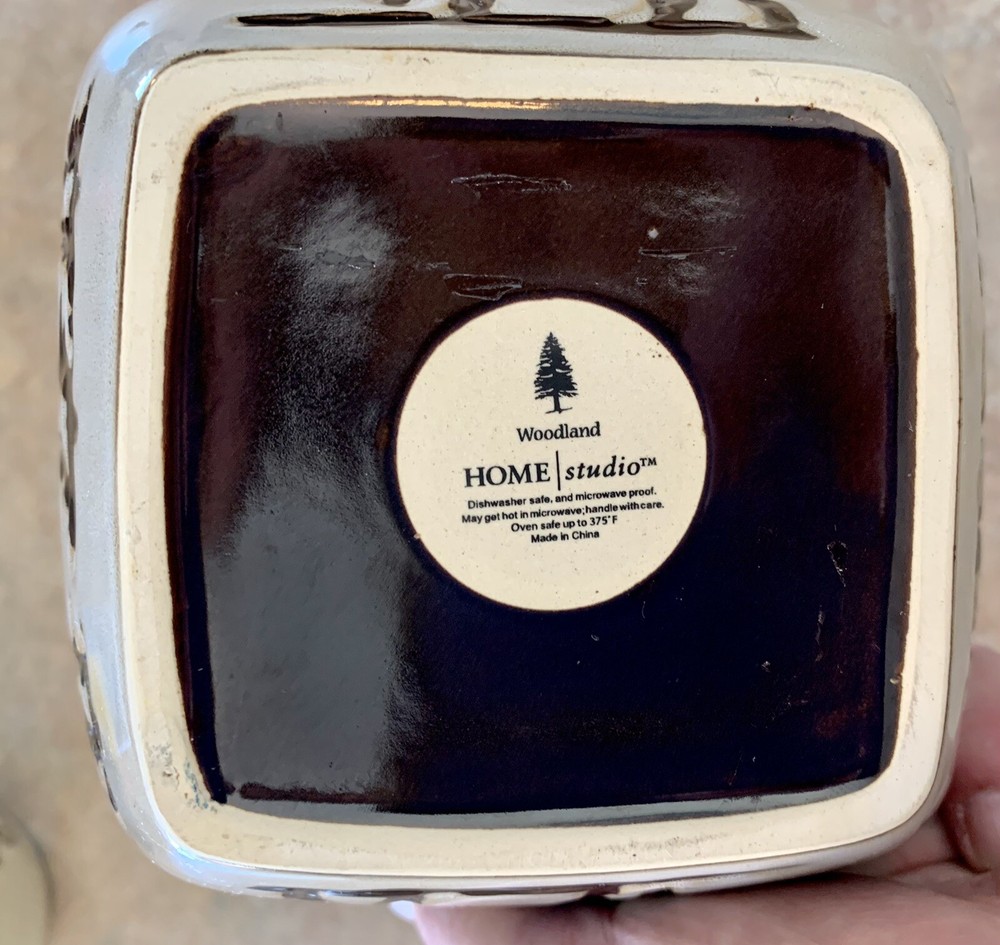 Woodland
HOME | studio™
Dishwasher safe, and microwave proof.
May get hot in microwave; handle with care.
Oven safe up to 375°F
Made in China